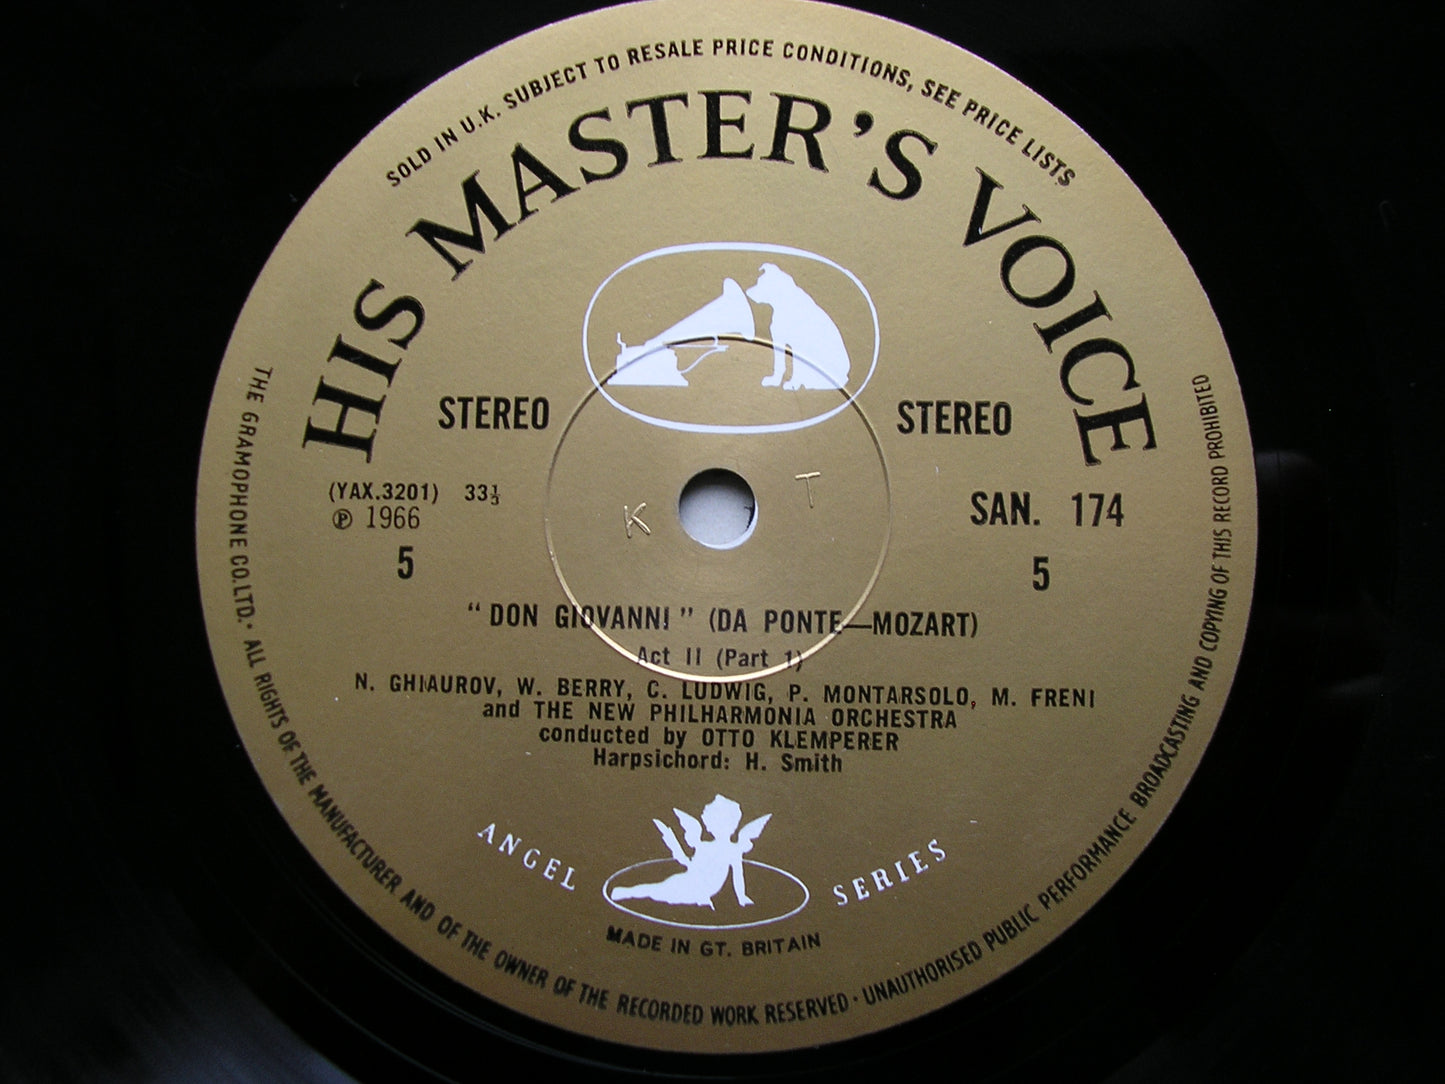 SOLD IN U.K. SUBJECT TO RESALE PRICE CONDITIONS, SEE PRICE LISTS
HIS MASTER'S VOICE
STEREO STEREO
(YAX.3201) 33⅓
℗ 1966
SAN. 174
5 5
K T
"DON GIOVANNI" (DA PONTE—MOZART)
Act II (Part 1)
N. GHIAUROV, W. BERRY, C. LUDWIG, P. MONTARSOLO, M. FRENI
and THE NEW PHILHARMONIA ORCHESTRA
conducted by OTTO KLEMPERER
Harpsichord: H. Smith
ANGEL SERIES
MADE IN GT. BRITAIN
THE GRAMOPHONE CO. LTD. · ALL RIGHTS OF THE MANUFACTURER AND OF THE OWNER OF THE RECORDED WORK RESERVED · UNAUTHORISED PUBLIC PERFORMANCE BROADCASTING AND COPYING OF THIS RECORD PROHIBITED